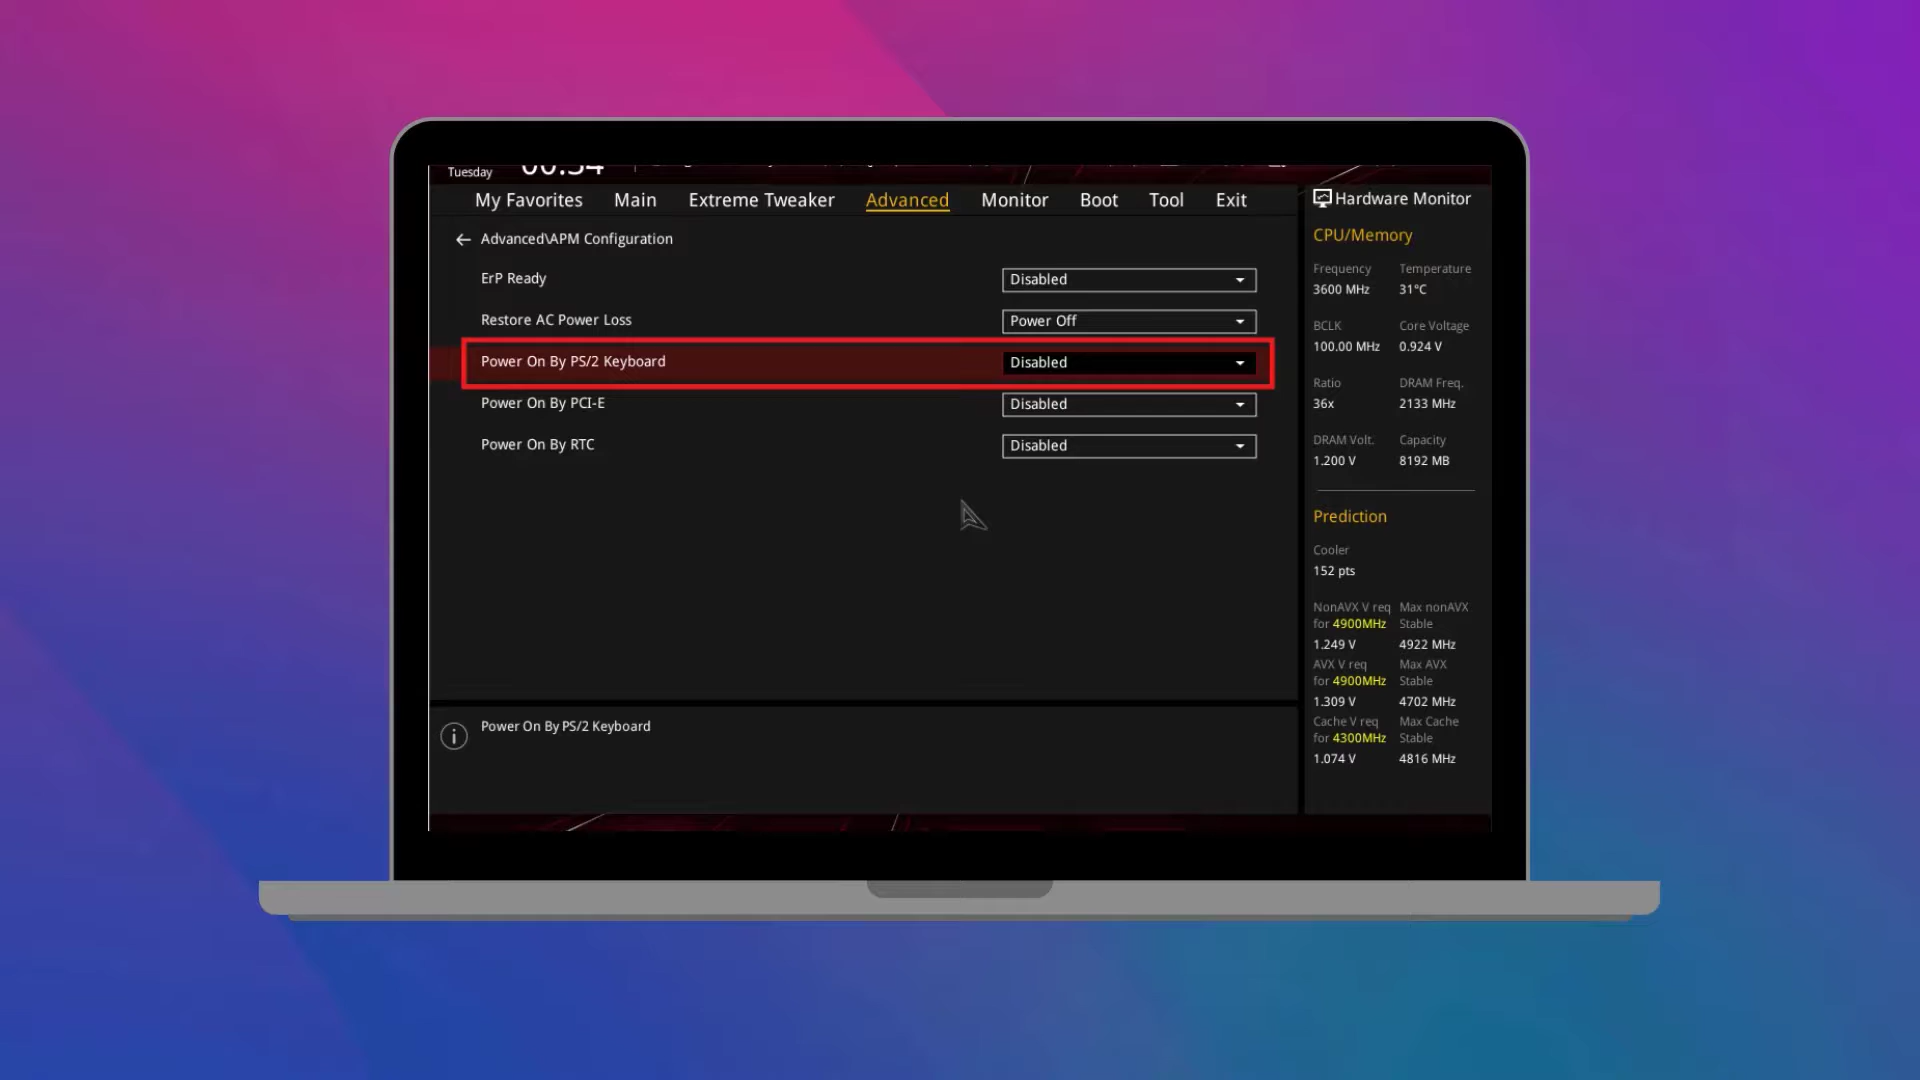 Tuesday
My Favorites Main Extreme Tweaker Advanced Monitor Boot Tool Exit
Advanced\APM Configuration
ErP Ready Disabled
Restore AC Power Loss Power Off
Power On By PS/2 Keyboard Disabled
Power On By PCI-E Disabled
Power On By RTC Disabled
Power On By PS/2 Keyboard
Hardware Monitor
CPU/Memory
Frequency Temperature
3600 MHz 31°C
BCLK Core Voltage
100.00 MHz 0.924 V
Ratio DRAM Freq.
36x 2133 MHz
DRAM Volt. Capacity
1.200 V 8192 MB
Prediction
Cooler
152 pts
NonAVX V req Max nonAVX
for 4900MHz Stable
1.249 V 4922 MHz
AVX V req Max AVX
for 4900MHz Stable
1.309 V 4702 MHz
Cache V req Max Cache
for 4300MHz Stable
1.074 V 4816 MHz